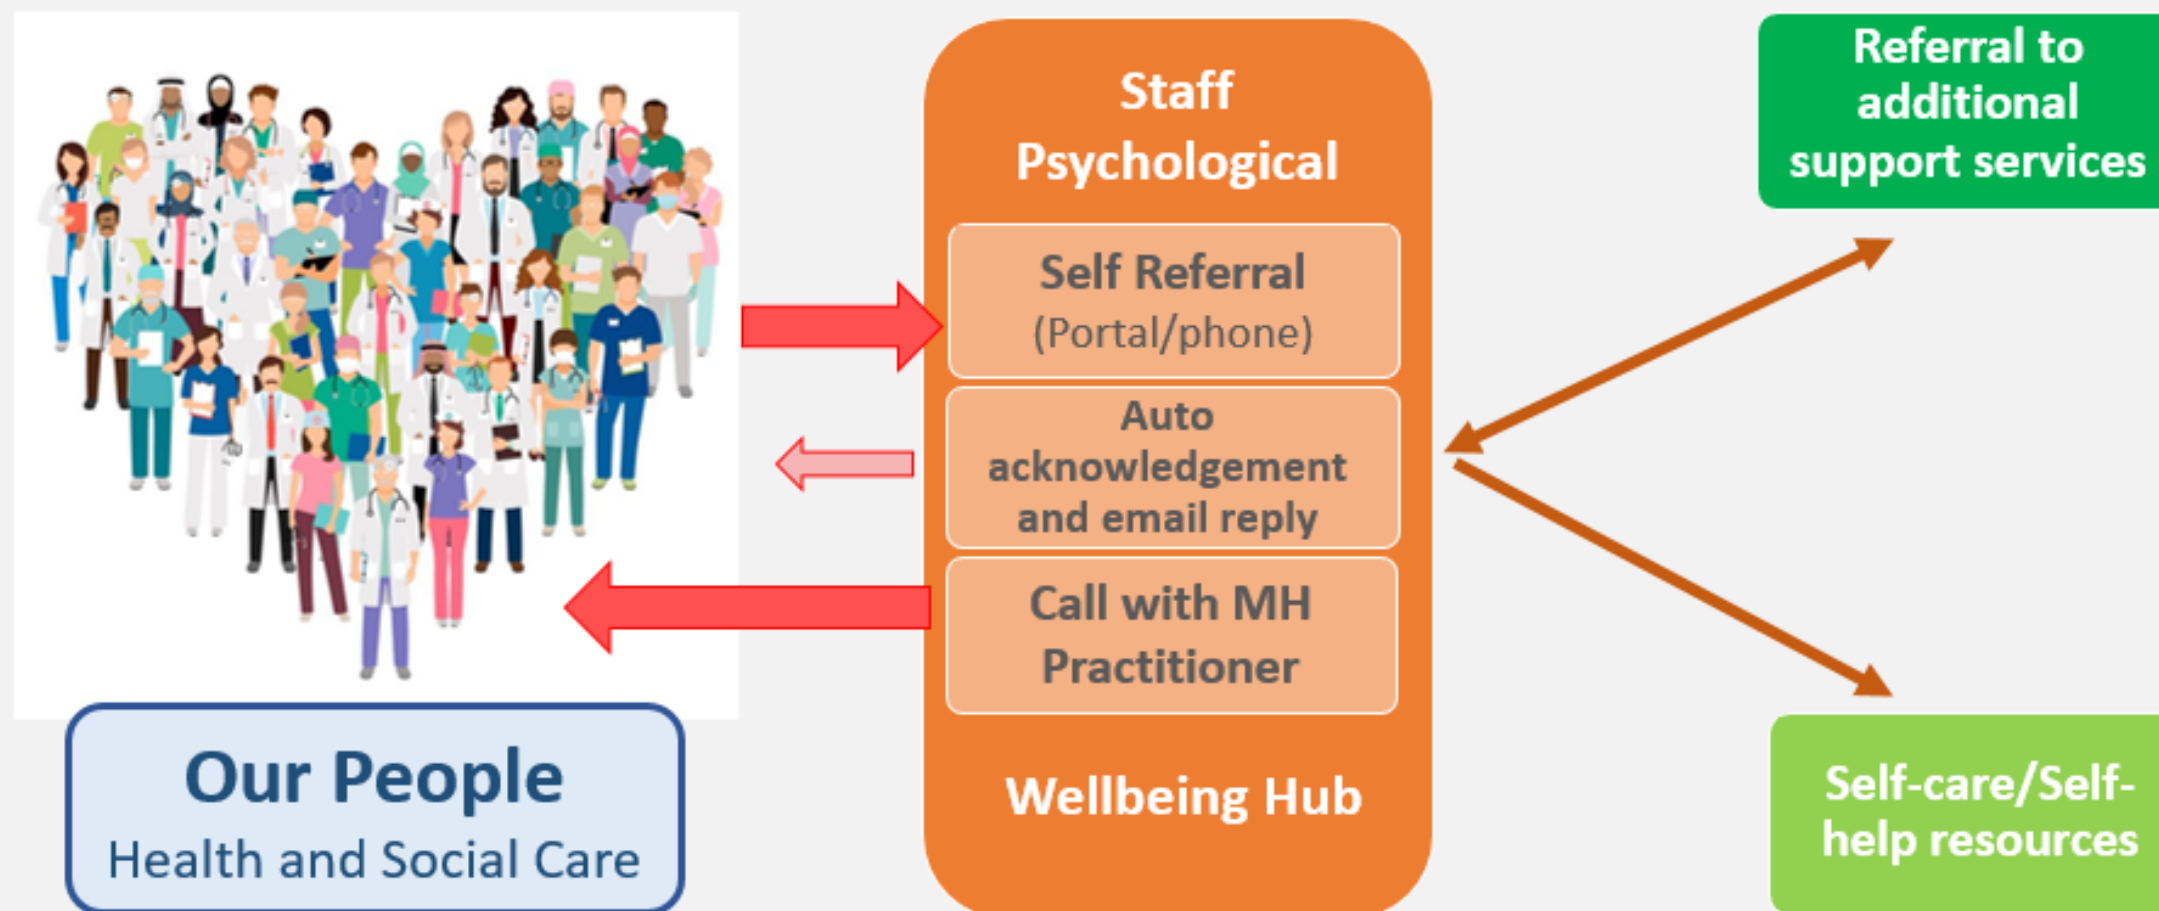 Our People
Health and Social Care
Staff
Psychological
Self Referral
(Portal/phone)
Auto
acknowledgement
and email reply
Call with MH
Practitioner
Wellbeing Hub
Referral to
additional
support services
Self-care/Self-
help resources